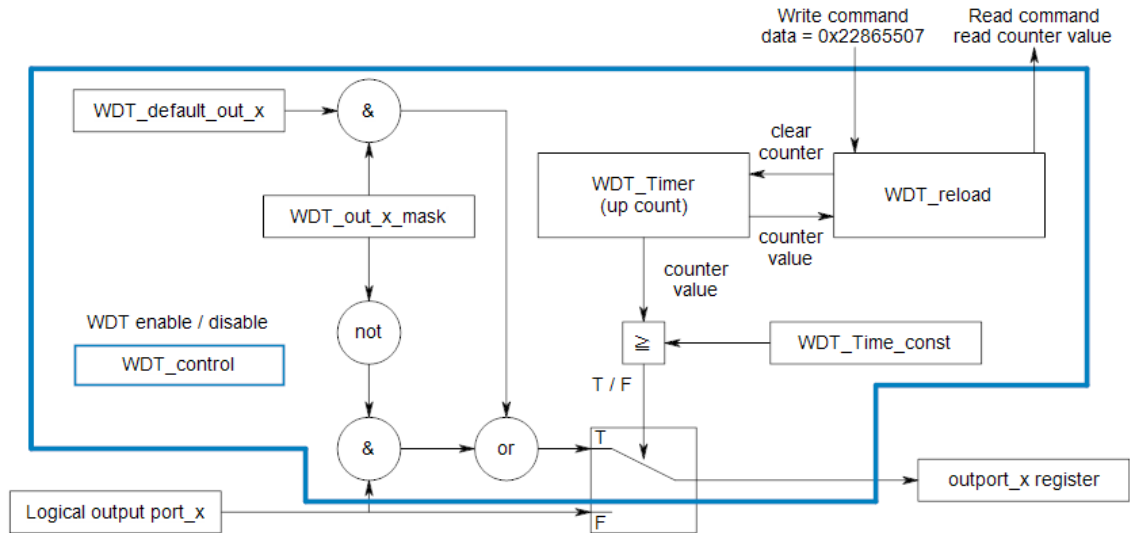 Write command
data = 0x22865507
Read command
read counter value
WDT_default_out_x
&
clear
counter
WDT_Timer
(up count)
WDT_reload
WDT_out_x_mask
counter
value
counter
value
WDT enable / disable
not
WDT_control
≧
WDT_Time_const
T / F
T
&
or
outport_x register
Logical output port_x
F